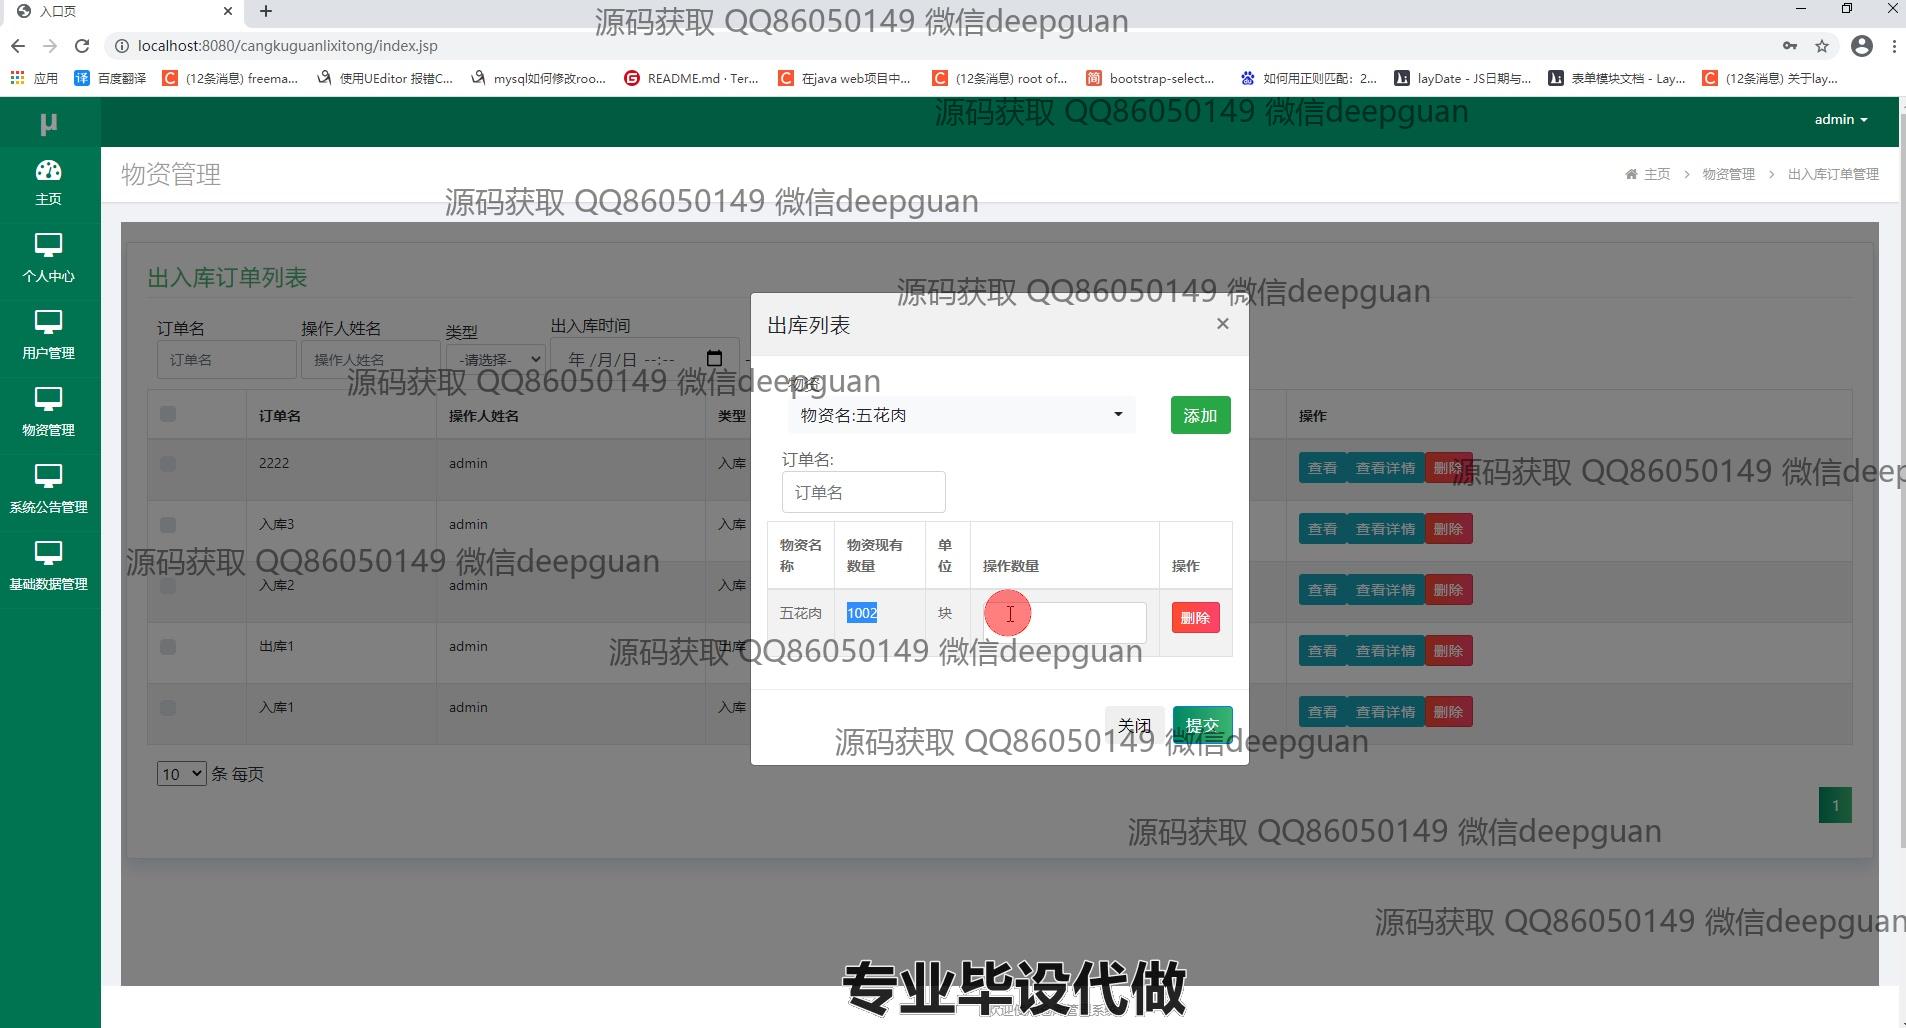 入口页
localhost:8080/cangkuguanlixitong/index.jsp
应用 百度翻译 (12条消息) freema... 使用UEditor 报错C... mysql如何修改roo... README.md · Ter... 在java web项目中... (12条消息) root of... bootstrap-select... 如何用正则匹配：2... layDate - JS日期与... 表单模块文档 - Lay... (12条消息) 关于lay...
源码获取 QQ86050149 微信deepguan
μ
源码获取 QQ86050149 微信deepguan
admin
主页
个人中心
用户管理
物资管理
系统公告管理
基础数据管理
物资管理
主页 > 物资管理 > 出入库订单管理
源码获取 QQ86050149 微信deepguan
出入库订单列表
源码获取 QQ86050149 微信deepguan
订单名 操作人姓名 类型 出入库时间
订单名 操作人姓名 -请选择- 年 /月/日 --:-- -
源码获取 QQ86050149 微信deepguan
订单名 操作人姓名 类型 操作
2222 admin 入库 查看 查看详情 删除
源码获取 QQ86050149 微信deep
入库3 admin 入库 查看 查看详情 删除
源码获取 QQ86050149 微信deepguan
入库2 admin 入库 查看 查看详情 删除
出库1 admin 出库 查看 查看详情 删除
源码获取 QQ86050149 微信deepguan
入库1 admin 入库 查看 查看详情 删除
10 条 每页
1
出库列表 ×
物资
物资名:五花肉 添加
订单名:
订单名
物资名称 物资现有数量 单位 操作数量 操作
五花肉 1002 块 删除
关闭 提交
源码获取 QQ86050149 微信deepguan
源码获取 QQ86050149 微信deepguan
源码获取 QQ86050149 微信deepguan
专业毕设代做